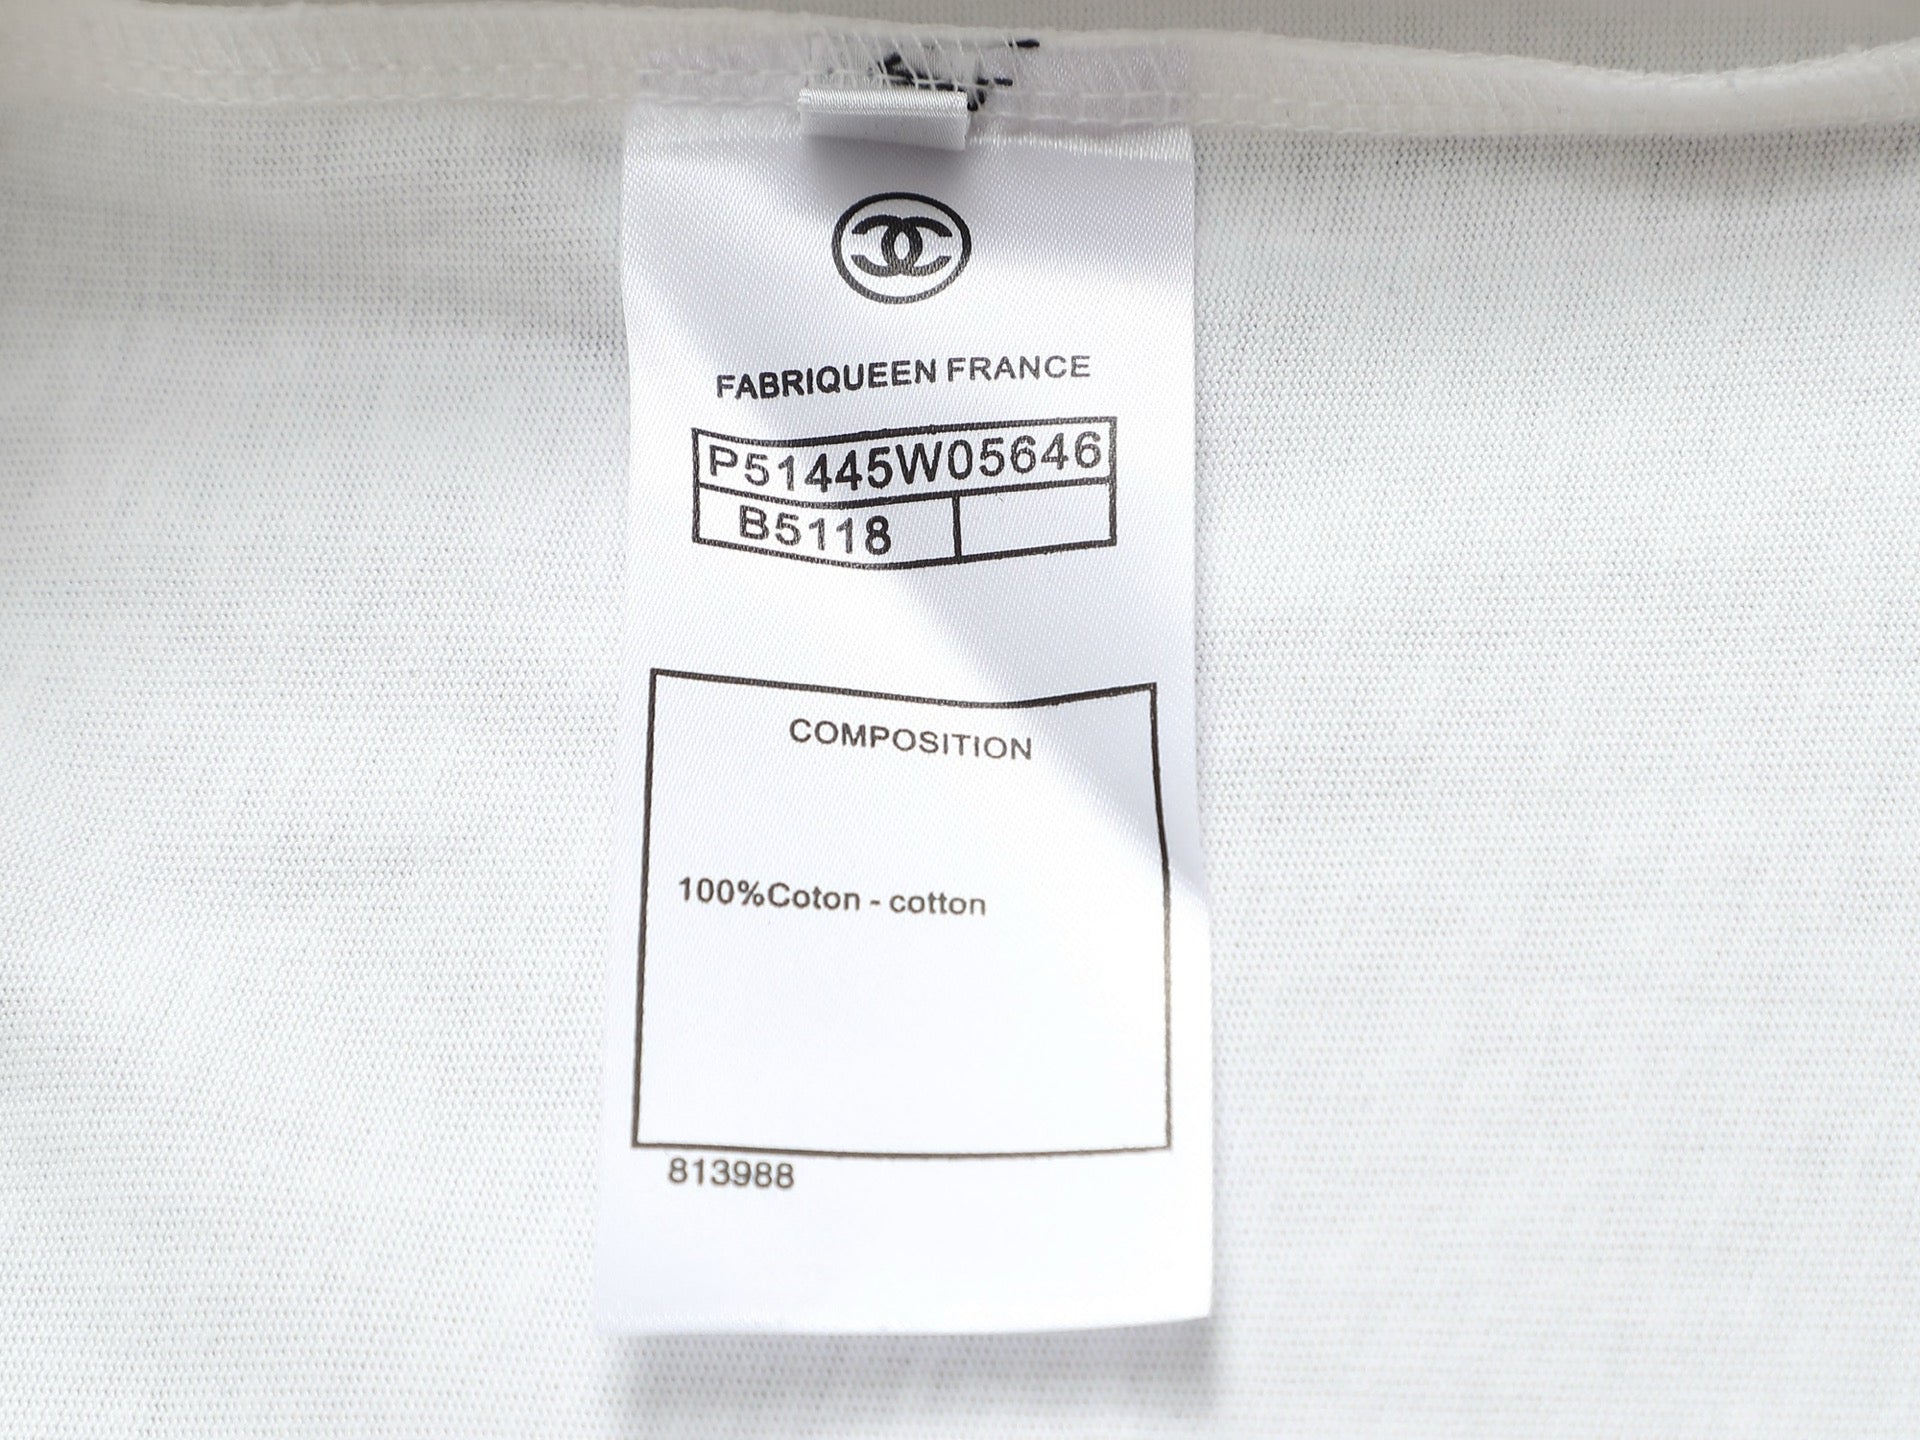 FABRIQUEEN FRANCE
P51445W05646
B5118
COMPOSITION
100%Coton - cotton
813988